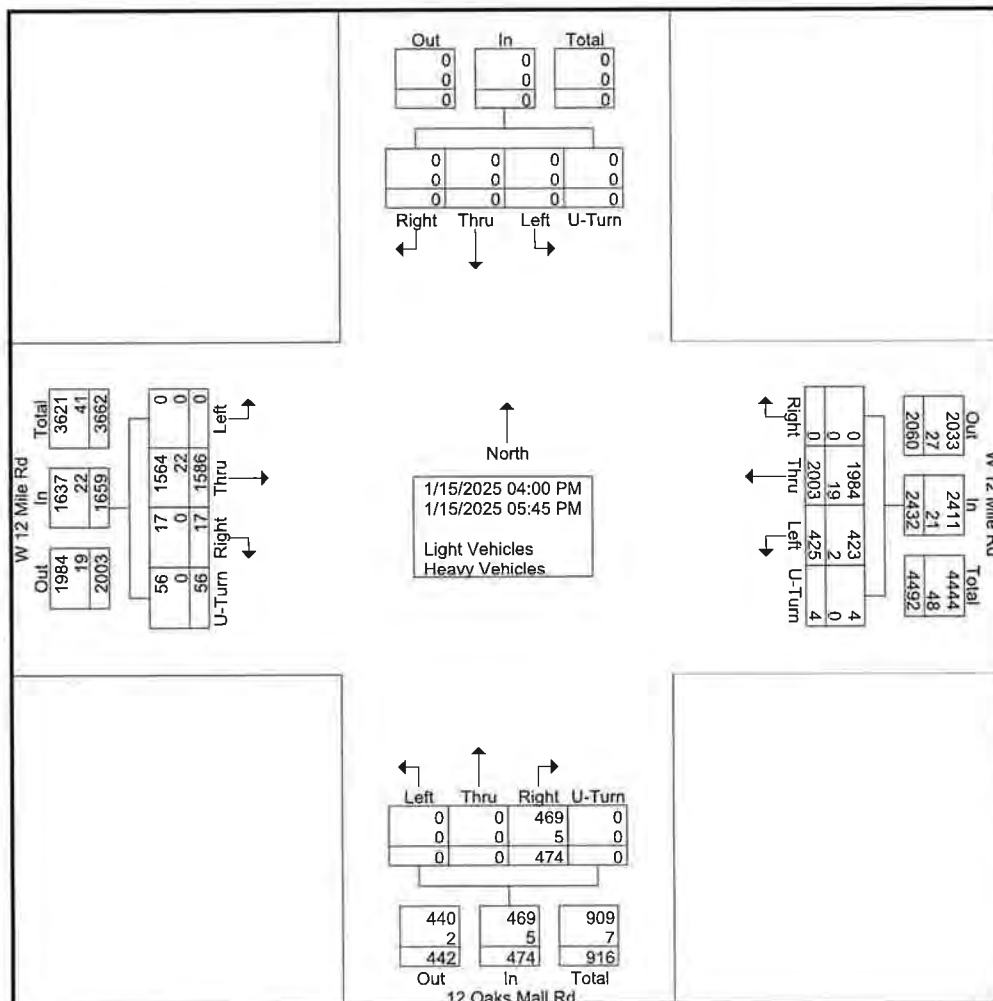 Out In Total
0 0 0
0 0 0
0 0 0
0 0 0 0
0 0 0 0
0 0 0 0
Right Thru Left U-Turn
W 12 Mile Rd
Total In Out
3621 1637 1984
41 22 19
3662 1659 2003
0 1564 17 56
0 22 0 0
0 1586 17 56
Left Thru Right U-Turn
North
1/15/2025 04:00 PM
1/15/2025 05:45 PM
Light Vehicles
Heavy Vehicles
Right Thru Left U-Turn
0 1984 423 4
0 19 2 0
0 2003 425 4
W 12 Mile Rd
Out In Total
2033 2411 4444
27 21 48
2060 2432 4492
Left Thru Right U-Turn
0 0 469 0
0 0 5 0
0 0 474 0
440 469 909
2 5 7
442 474 916
Out In Total
12 Oaks Mall Rd